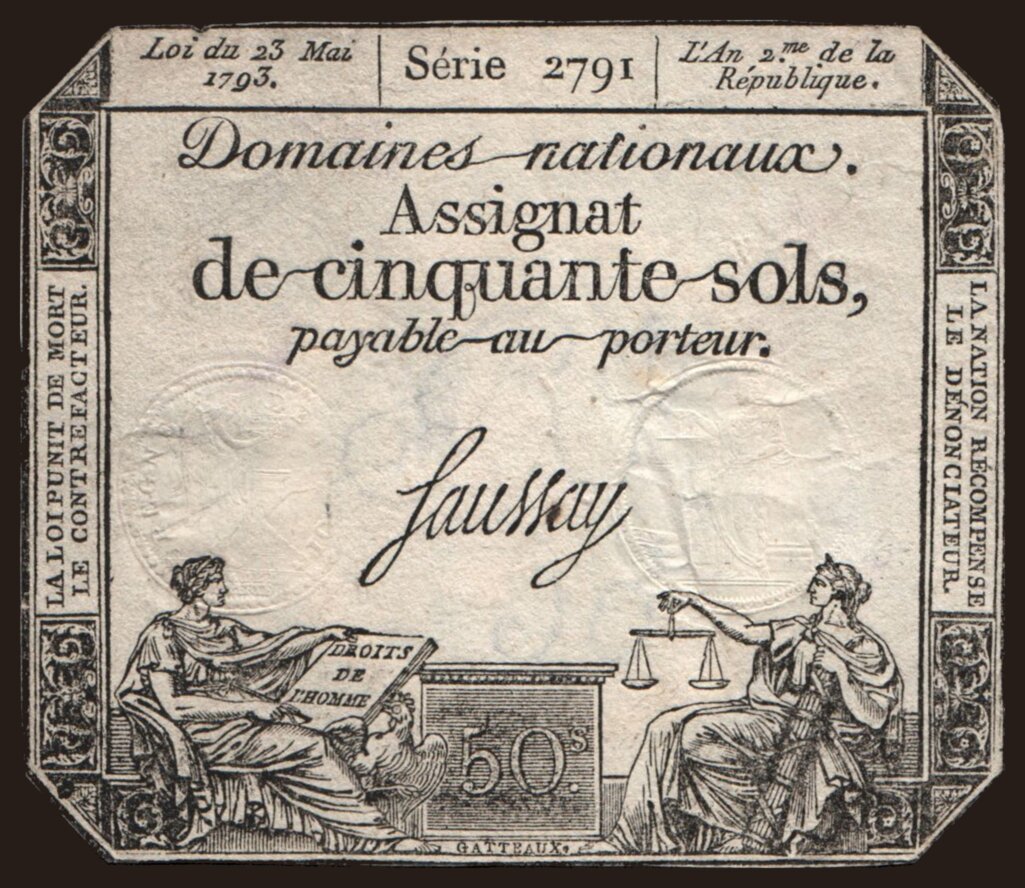 Loi du 23 Mai
1793.
Série 2791
L'An 2.me de la
République.
Domaines nationaux.
Assignat
de cinquante sols,
payable au porteur.
LA LOI PUNIT DE MORT
LE CONTREFACTEUR.
LA NATION RÉCOMPENSE
LE DÉNONCIATEUR.
Saussay
DROITS
DE
L'HOMME
50s.
GATTEAUX.